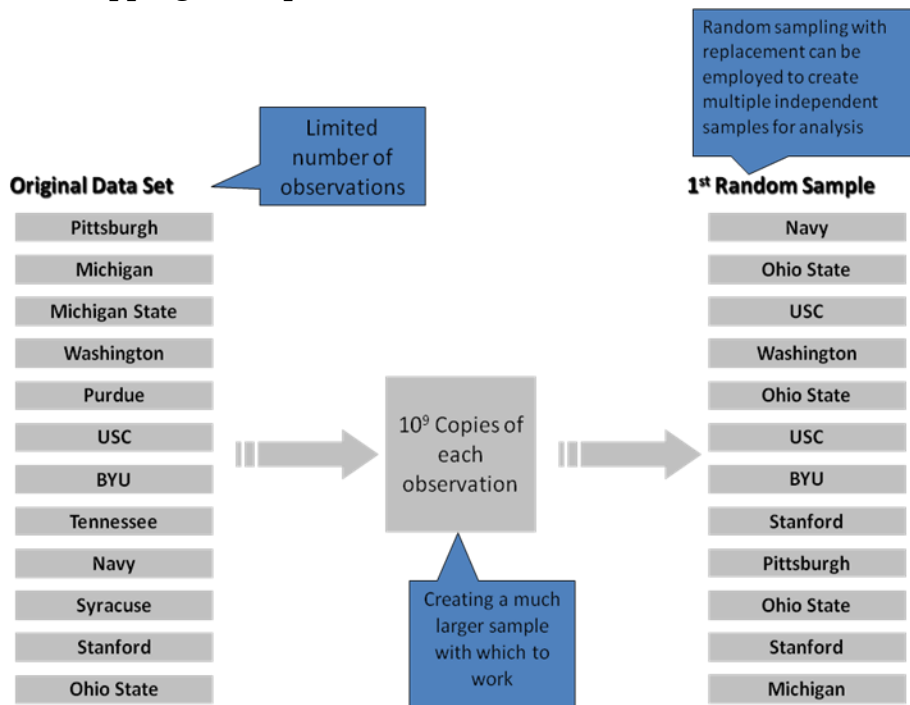 Random sampling with
replacement can be
employed to create
multiple independent
samples for analysis
Limited
number of
observations
Original Data Set
Pittsburgh
Michigan
Michigan State
Washington
Purdue
USC
BYU
Tennessee
Navy
Syracuse
Stanford
Ohio State
10⁹ Copies of
each
observation
Creating a much
larger sample
with which to
work
1st Random Sample
Navy
Ohio State
USC
Washington
Ohio State
USC
BYU
Stanford
Pittsburgh
Ohio State
Stanford
Michigan